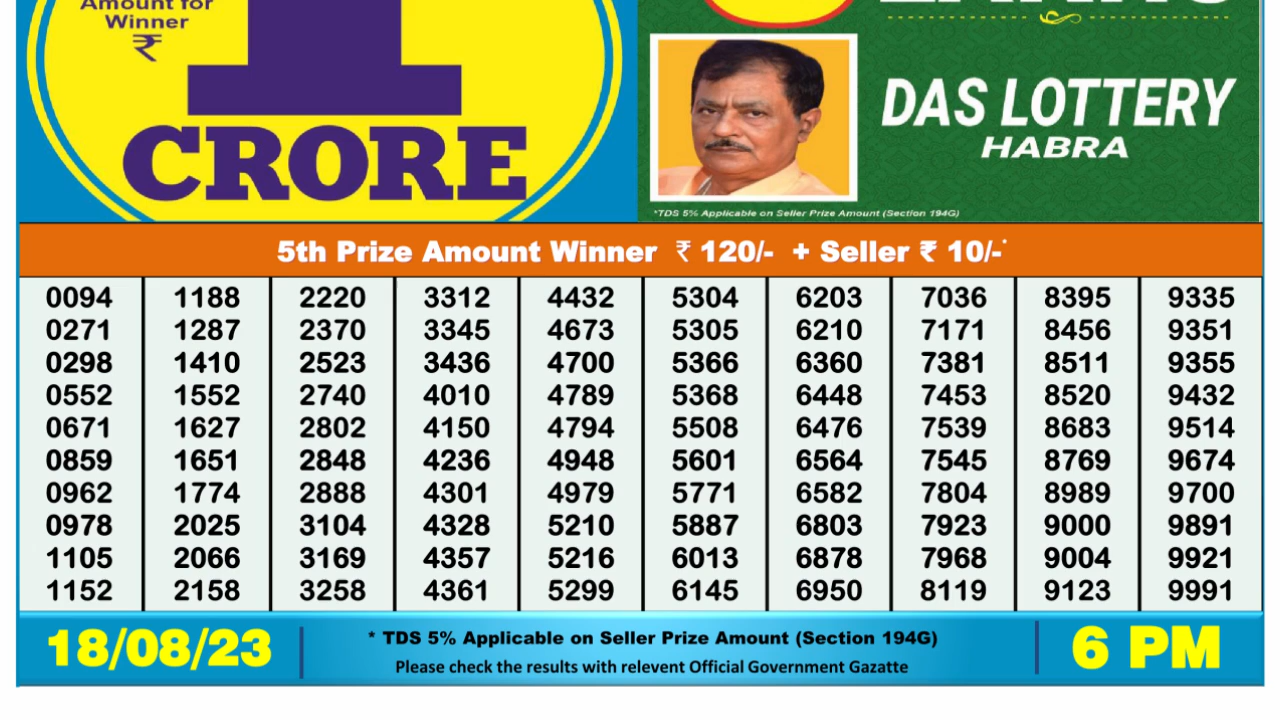 Amount for
Winner
₹
1
CRORE
DAS LOTTERY
HABRA
*TDS 5% Applicable on Seller Prize Amount (Section 194G)
5th Prize Amount Winner ₹ 120/- + Seller ₹ 10/-*
0094 1188 2220 3312 4432 5304 6203 7036 8395 9335
0271 1287 2370 3345 4673 5305 6210 7171 8456 9351
0298 1410 2523 3436 4700 5366 6360 7381 8511 9355
0552 1552 2740 4010 4789 5368 6448 7453 8520 9432
0671 1627 2802 4150 4794 5508 6476 7539 8683 9514
0859 1651 2848 4236 4948 5601 6564 7545 8769 9674
0962 1774 2888 4301 4979 5771 6582 7804 8989 9700
0978 2025 3104 4328 5210 5887 6803 7923 9000 9891
1105 2066 3169 4357 5216 6013 6878 7968 9004 9921
1152 2158 3258 4361 5299 6145 6950 8119 9123 9991
18/08/23
* TDS 5% Applicable on Seller Prize Amount (Section 194G)
Please check the results with relevent Official Government Gazatte
6 PM